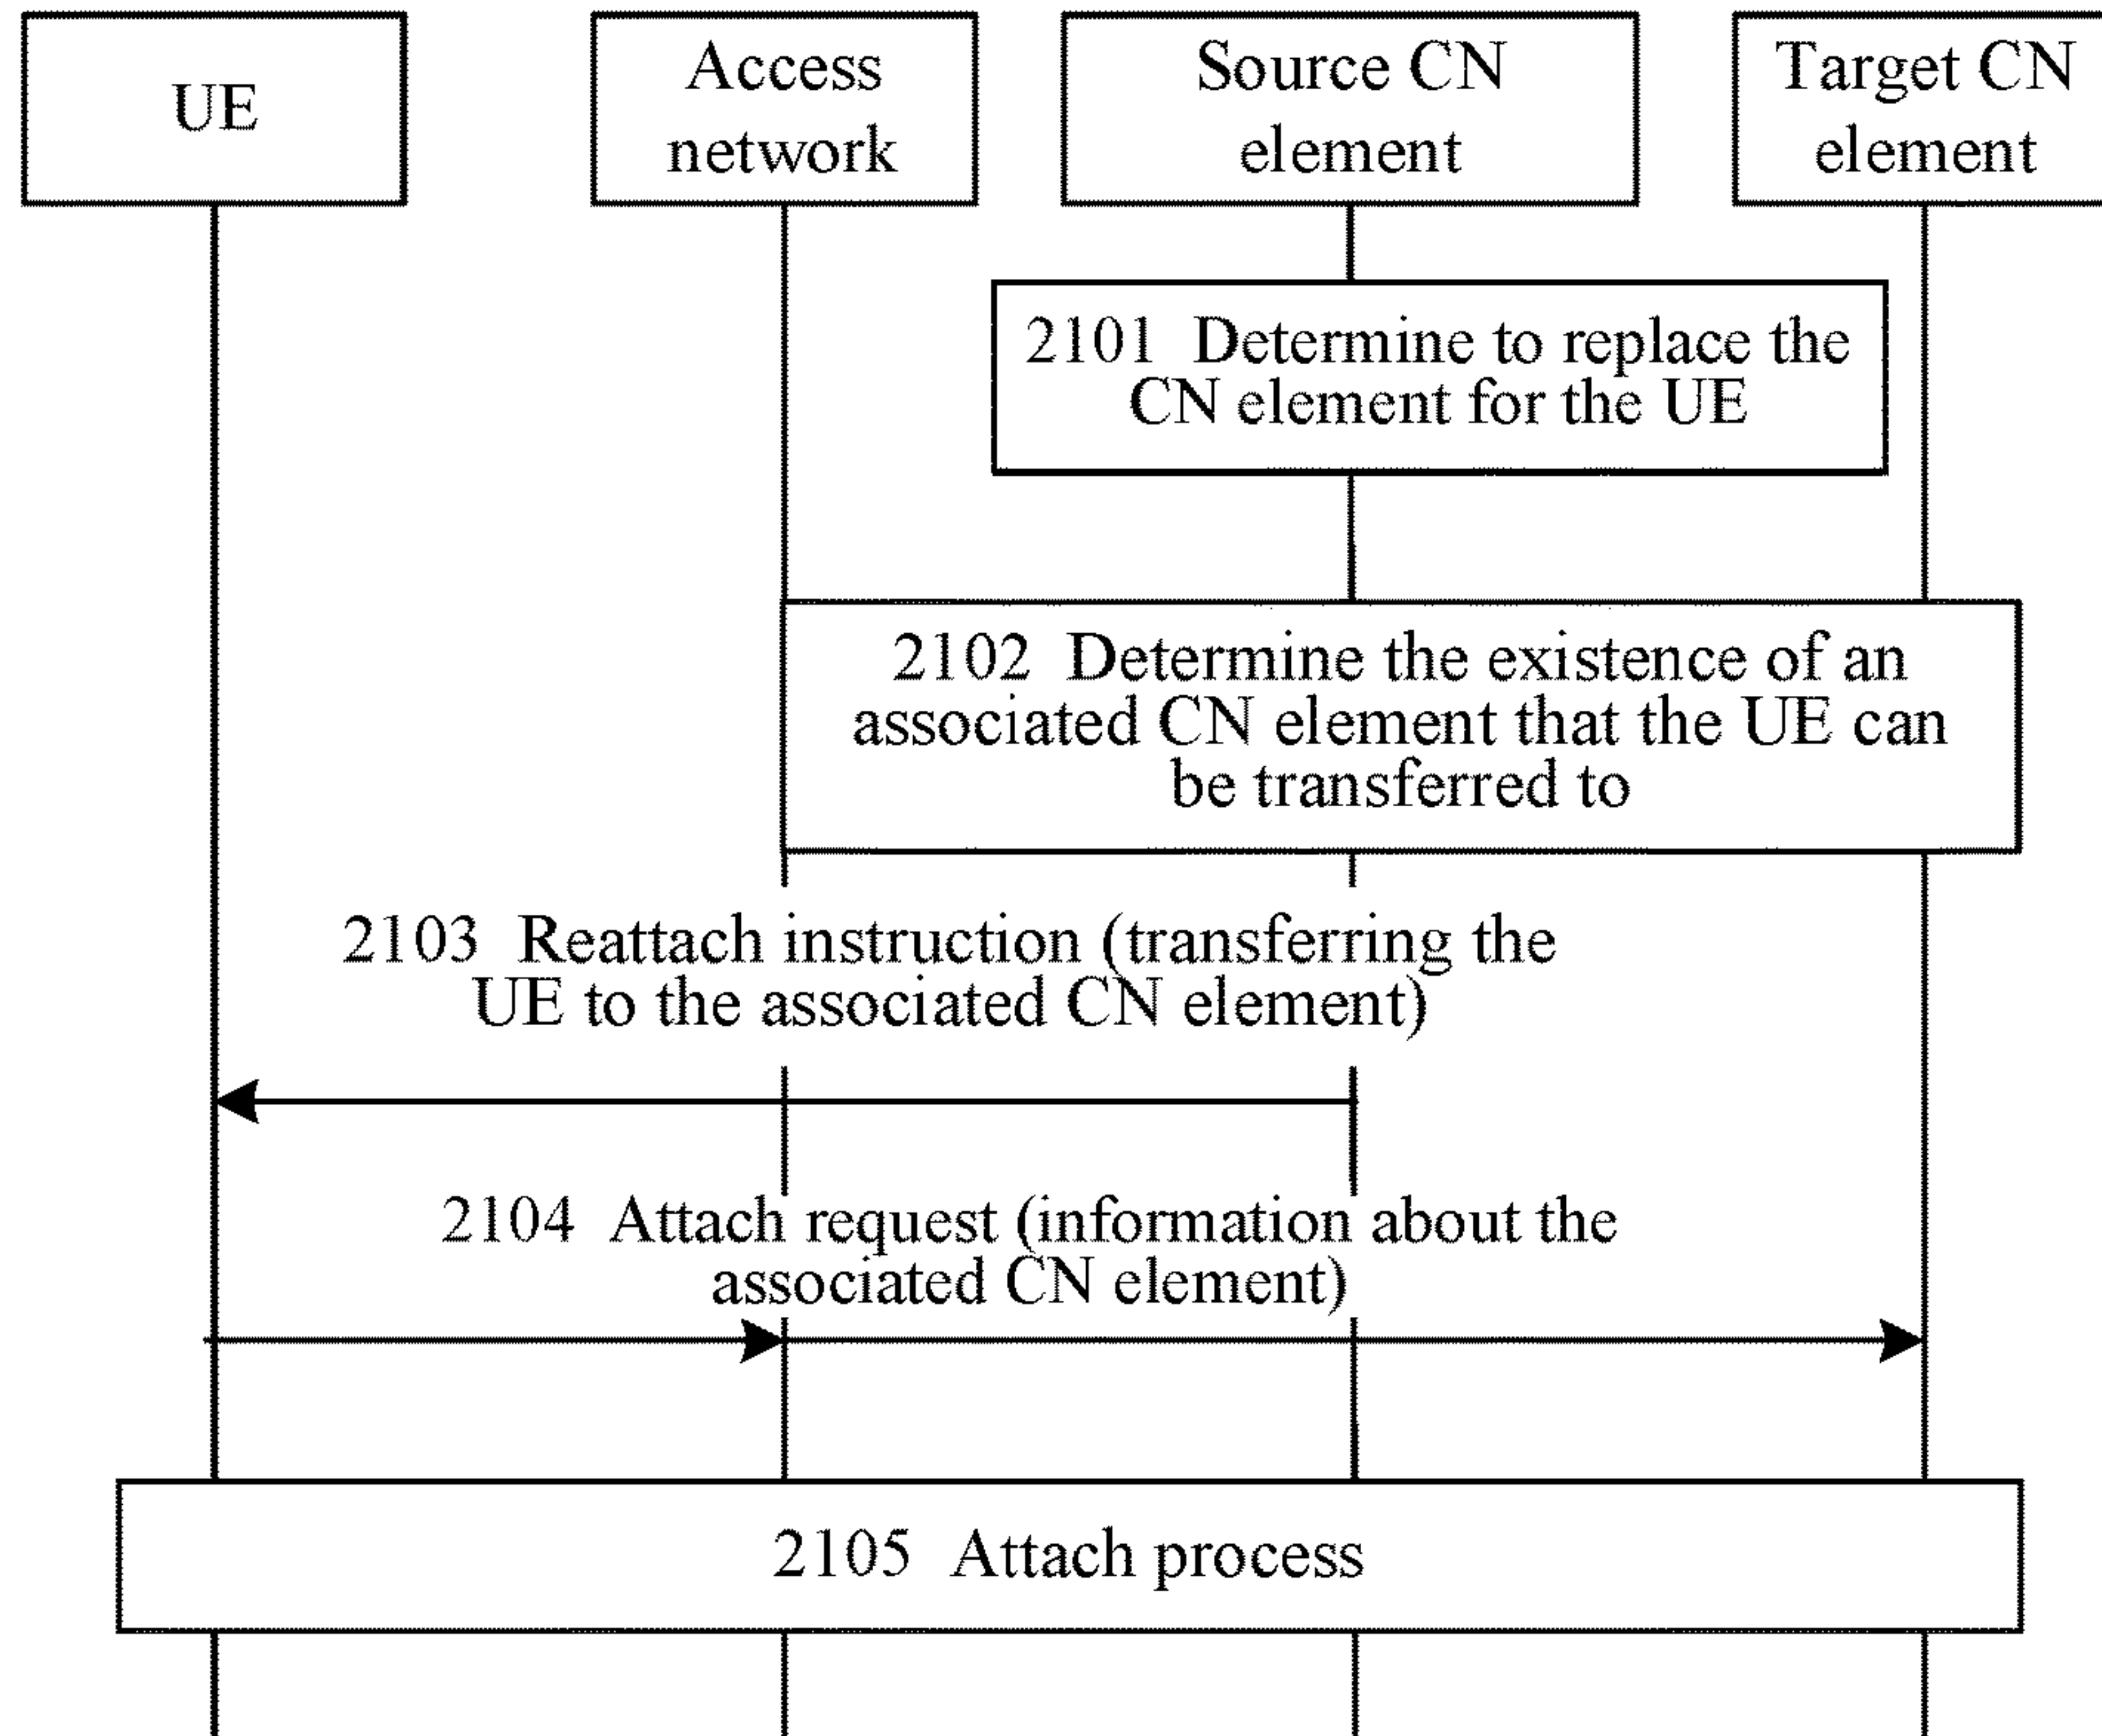 UE
Access
network
Source CN
element
Target CN
element
2101 Determine to replace the
CN element for the UE
2102 Determine the existence of an
associated CN element that the UE can
be transferred to
2103 Reattach instruction (transferring the
UE to the associated CN element)
2104 Attach request (information about the
associated CN element)
2105 Attach process